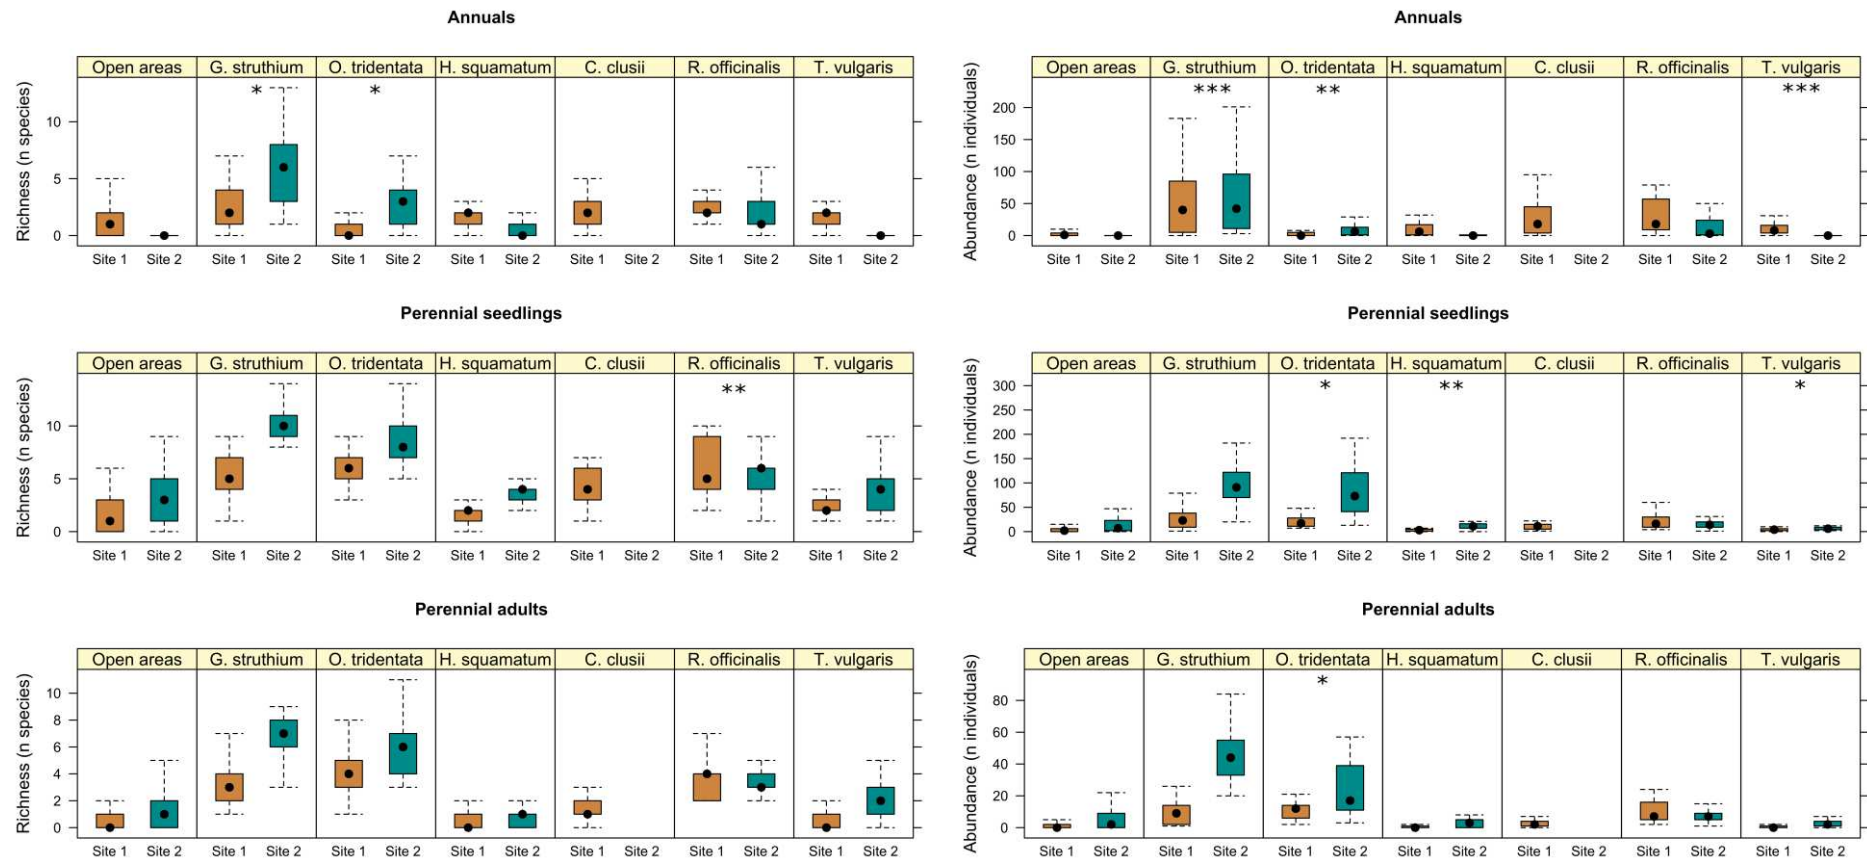 Annuals
Richness (n species)
Open areas G. struthium O. tridentata H. squamatum C. clusii R. officinalis T. vulgaris
* *
10
5
0
Site 1 Site 2 Site 1 Site 2 Site 1 Site 2 Site 1 Site 2 Site 1 Site 2 Site 1 Site 2 Site 1 Site 2
Annuals
Abundance (n individuals)
Open areas G. struthium O. tridentata H. squamatum C. clusii R. officinalis T. vulgaris
*** ** ***
200
150
100
50
0
Site 1 Site 2 Site 1 Site 2 Site 1 Site 2 Site 1 Site 2 Site 1 Site 2 Site 1 Site 2 Site 1 Site 2
Perennial seedlings
Richness (n species)
Open areas G. struthium O. tridentata H. squamatum C. clusii R. officinalis T. vulgaris
**
10
5
0
Site 1 Site 2 Site 1 Site 2 Site 1 Site 2 Site 1 Site 2 Site 1 Site 2 Site 1 Site 2 Site 1 Site 2
Perennial seedlings
Abundance (n individuals)
Open areas G. struthium O. tridentata H. squamatum C. clusii R. officinalis T. vulgaris
* ** *
300
250
200
150
100
50
0
Site 1 Site 2 Site 1 Site 2 Site 1 Site 2 Site 1 Site 2 Site 1 Site 2 Site 1 Site 2 Site 1 Site 2
Perennial adults
Richness (n species)
Open areas G. struthium O. tridentata H. squamatum C. clusii R. officinalis T. vulgaris
10
8
6
4
2
0
Site 1 Site 2 Site 1 Site 2 Site 1 Site 2 Site 1 Site 2 Site 1 Site 2 Site 1 Site 2 Site 1 Site 2
Perennial adults
Abundance (n individuals)
Open areas G. struthium O. tridentata H. squamatum C. clusii R. officinalis T. vulgaris
*
80
60
40
20
0
Site 1 Site 2 Site 1 Site 2 Site 1 Site 2 Site 1 Site 2 Site 1 Site 2 Site 1 Site 2 Site 1 Site 2